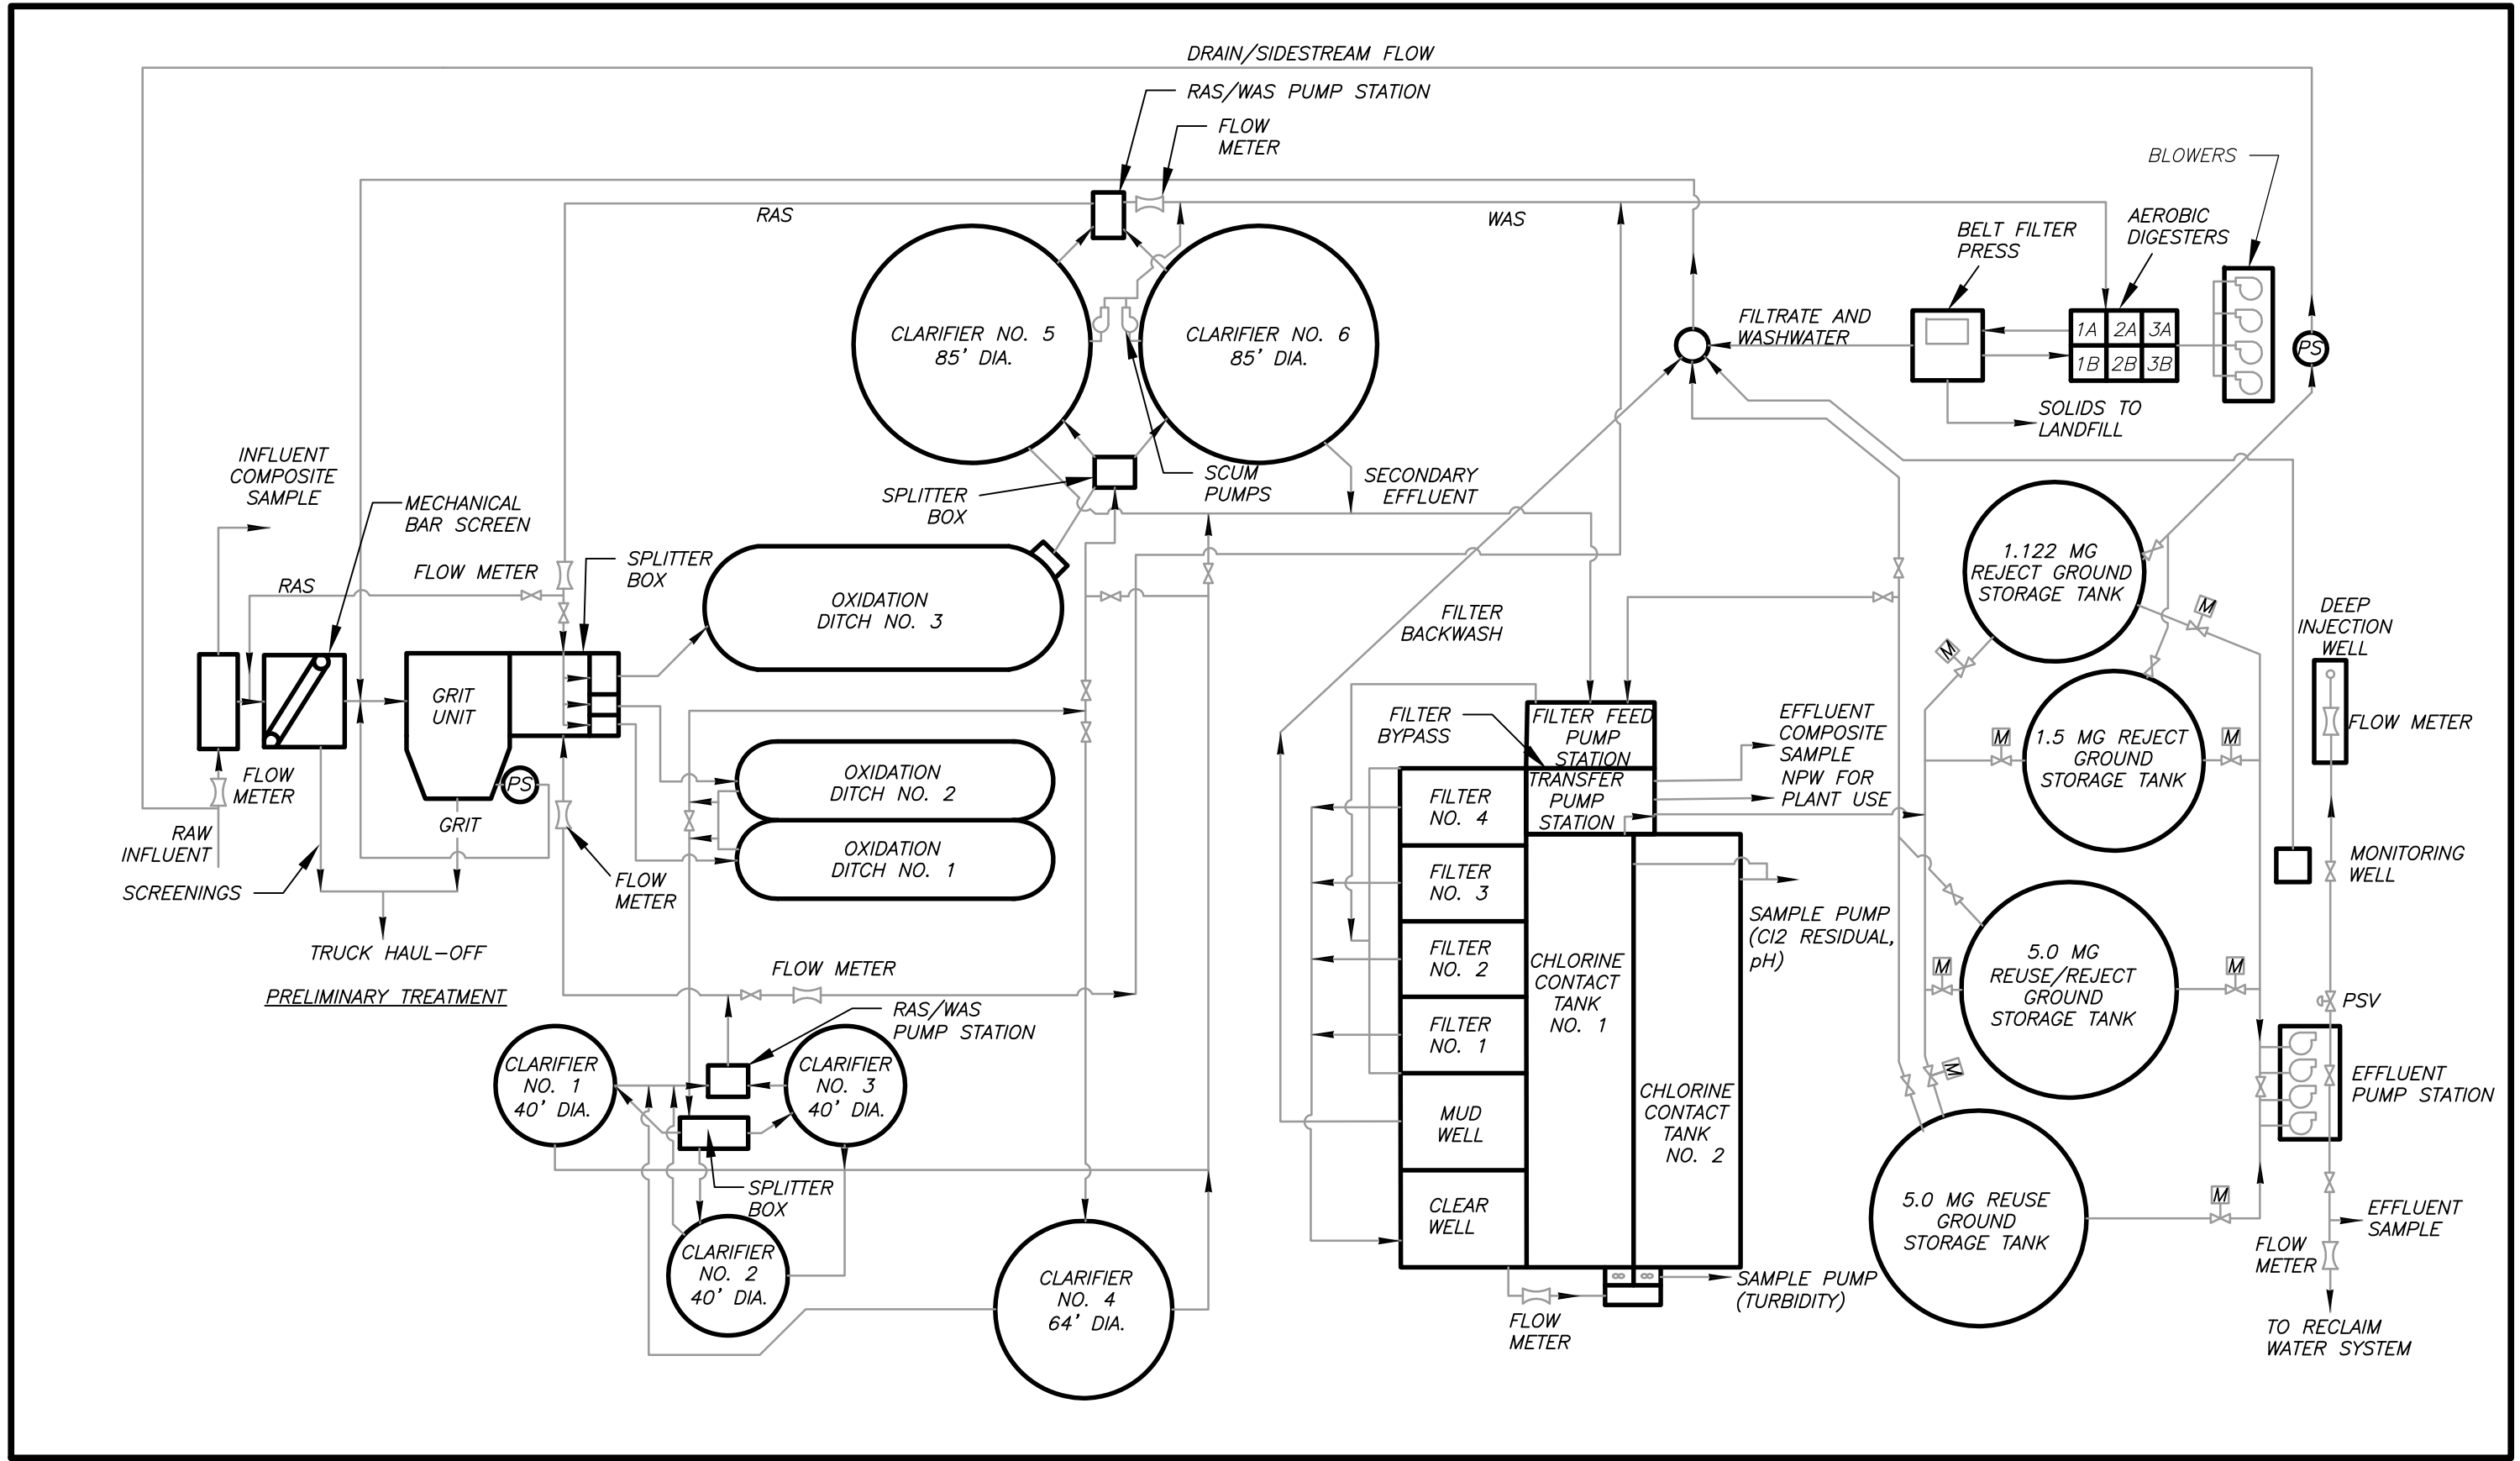 DRAIN/SIDESTREAM FLOW
RAS/WAS PUMP STATION
FLOW
METER
BLOWERS
RAS
WAS
AEROBIC
DIGESTERS
BELT FILTER
PRESS
CLARIFIER NO. 5
85' DIA.
CLARIFIER NO. 6
85' DIA.
FILTRATE AND
WASHWATER
1A
2A
3A
1B
2B
3B
PS
SOLIDS TO
LANDFILL
INFLUENT
COMPOSITE
SAMPLE
MECHANICAL
BAR SCREEN
SPLITTER
BOX
SCUM
PUMPS
SECONDARY
EFFLUENT
FLOW METER
RAS
SPLITTER
BOX
OXIDATION
DITCH NO. 3
FILTER
BACKWASH
1.122 MG
REJECT GROUND
STORAGE TANK
M
M
DEEP
INJECTION
WELL
FLOW METER
GRIT
UNIT
FILTER
BYPASS
FILTER FEED
PUMP
STATION
EFFLUENT
COMPOSITE
SAMPLE
NPW FOR
PLANT USE
TRANSFER
PUMP
STATION
M
1.5 MG REJECT
GROUND
STORAGE TANK
M
FLOW
METER
PS
GRIT
RAW
INFLUENT
SCREENINGS
OXIDATION
DITCH NO. 2
OXIDATION
DITCH NO. 1
FLOW
METER
FILTER
NO. 4
FILTER
NO. 3
FILTER
NO. 2
FILTER
NO. 1
MUD
WELL
CLEAR
WELL
CHLORINE
CONTACT
TANK
NO. 1
CHLORINE
CONTACT
TANK
NO. 2
SAMPLE PUMP
(Cl2 RESIDUAL,
pH)
MONITORING
WELL
TRUCK HAUL-OFF
PRELIMINARY TREATMENT
FLOW METER
RAS/WAS
PUMP STATION
M
5.0 MG
REUSE/REJECT
GROUND
STORAGE TANK
M
PSV
CLARIFIER
NO. 1
40' DIA.
CLARIFIER
NO. 3
40' DIA.
M
EFFLUENT
PUMP STATION
SPLITTER
BOX
CLARIFIER
NO. 2
40' DIA.
CLARIFIER
NO. 4
64' DIA.
5.0 MG REUSE
GROUND
STORAGE TANK
M
EFFLUENT
SAMPLE
FLOW
METER
SAMPLE PUMP
(TURBIDITY)
FLOW
METER
TO RECLAIM
WATER SYSTEM